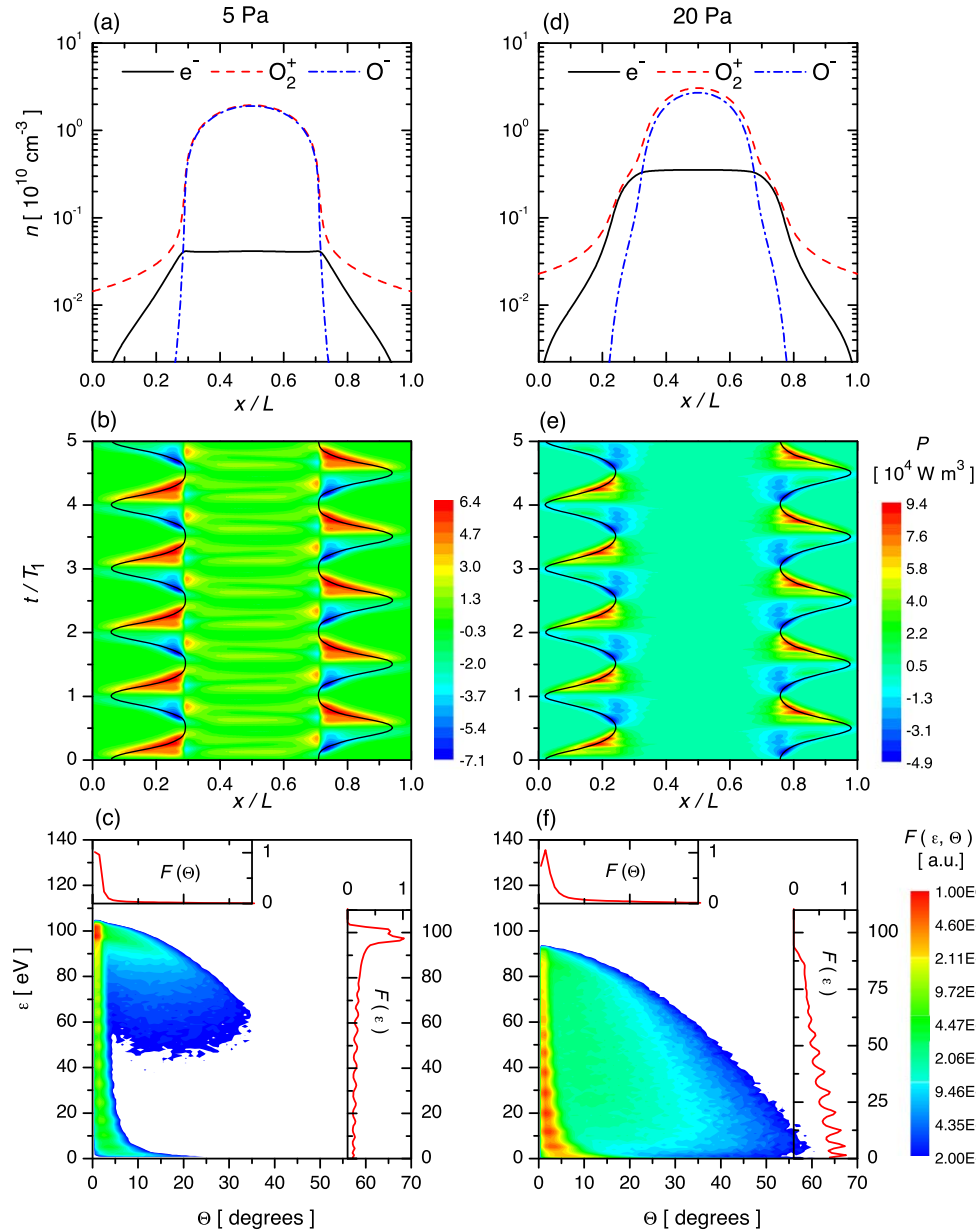 5 Pa
20 Pa
(a)
(d)
e⁻ O₂⁺ O⁻
e⁻ O₂⁺ O⁻
10¹
10⁰
10⁻¹
10⁻²
n [ 10¹⁰ cm⁻³ ]
10¹
10⁰
10⁻¹
10⁻²
0.0 0.2 0.4 0.6 0.8 1.0
x / L
0.0 0.2 0.4 0.6 0.8 1.0
x / L
(b)
(e)
5
4
3
2
1
0
t / T₁
0.0 0.2 0.4 0.6 0.8 1.0
x / L
6.4
4.7
3.0
1.4
-0.3
-2.0
-3.7
-5.4
-7.1
0.0 0.2 0.4 0.6 0.8 1.0
x / L
P
[ 10⁴ W m³ ]
9.4
7.6
5.8
4.0
2.2
0.5
-1.3
-3.1
-4.9
(c)
(f)
140
120
100
80
60
40
20
0
ε [ eV ]
F(Θ)
1
0
0 1
F(ε)
100
80
60
40
20
0
0 10 20 30 40 50 60 70
Θ [ degrees ]
140
120
100
80
60
40
20
0
F(Θ)
1
0
0 1
F(ε)
100
75
50
25
0
0 10 20 30 40 50 60 70
Θ [ degrees ]
F( ε, Θ)
[ a.u.]
1.00E
4.60E
2.11E
9.72E
4.47E
2.06E
9.46E
4.35E
2.00E